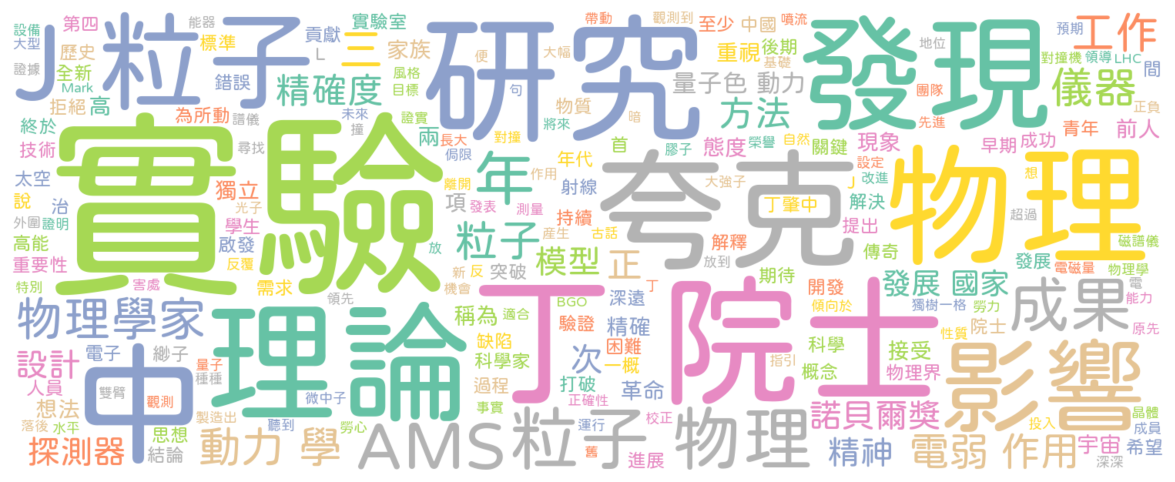 設備 能器 第四 實驗室 帶動 觀測到 至少 中國 噴流 工作 預期
大型 J 粒子 標準 貢獻 三 家族 研究 重視 後期 發現 地位 對撞機 領導 LHC
證據 歷史 L 風格 基礎 間
Mark 全新 錯誤 精確度 便 大幅 量子色 動力 團隊 儀器
拒絕 高 目標 句 物質 方法 先進 正負
為所動 譜儀 未來 證實 暗 將來 青年 前人
終於 撞 兩 長大 對撞 膠子 態度 榮譽 自然 關鍵 現象 早期 成功
技術 尋找 實驗 侷限 首
太空 獨立 離開 作用 年 年代 夸克 大強子 設定 改進 物理 想
說 治 光子 項 發表 測量 射線 丁肇中 J 解決
外圍 證明 學生 持續 提出 超過
高能 啟發 放 粒子 產生 古話 解釋 傳奇 磁譜儀
重要性 反覆 新 反 突破 模型 正 放到 期待 發展 電磁量 物理學
特別 害處 需求 領先 機會 丁 開發 發展 國家 電 能力
物理學家 理論 稱為 BGO 適合 丁院士 深遠 傾向於 獨樹一格 勞力 成果 原先
缺陷 驗證 精確 院士 性質
設計 電子 緲子 量子 科學家 次 困難 一概 科學 接受 影響
人員 中 雙臂 種種 過程 打破 革命 指引 概念 物理界
想法 觀測 微中子 事實 正確性 諾貝爾獎 投入 晶體
落後 水平 製造出 聽到 勞心 運行 校正 成員
探測器 思想 動力 學 AMS 粒子 物理 精神 電弱 作用 宇宙 希望
結論 舊 進展 深深